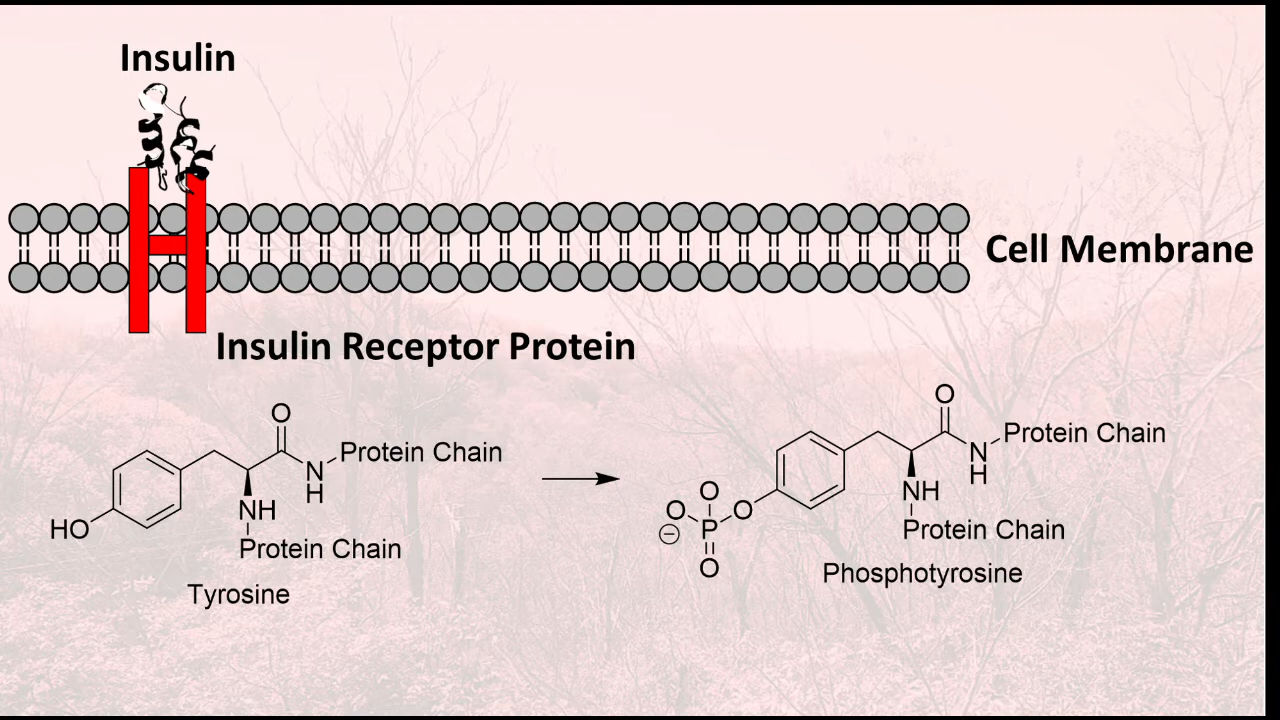 Insulin
Cell Membrane
Insulin Receptor Protein
O
Protein Chain
N
H
NH
HO
Protein Chain
Tyrosine
O
Protein Chain
N
H
NH
O
O
O
P
⊖
O
Protein Chain
Phosphotyrosine